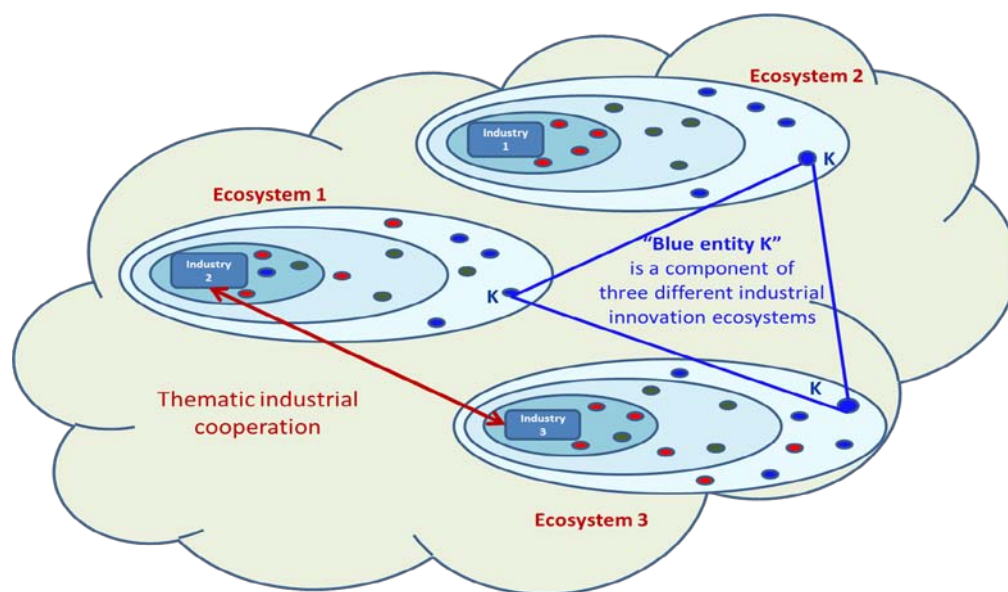 Ecosystem 2
Industry
1
K
Ecosystem 1
Industry
2
K
“Blue entity K”
is a component of
three different industrial
innovation ecosystems
K
Thematic industrial
cooperation
Industry
3
Ecosystem 3